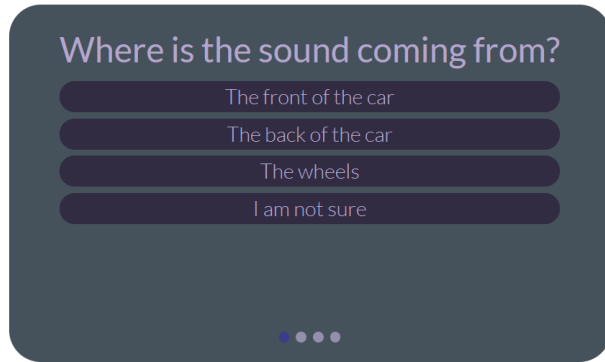 Where is the sound coming from?
The front of the car
The back of the car
The wheels
I am not sure